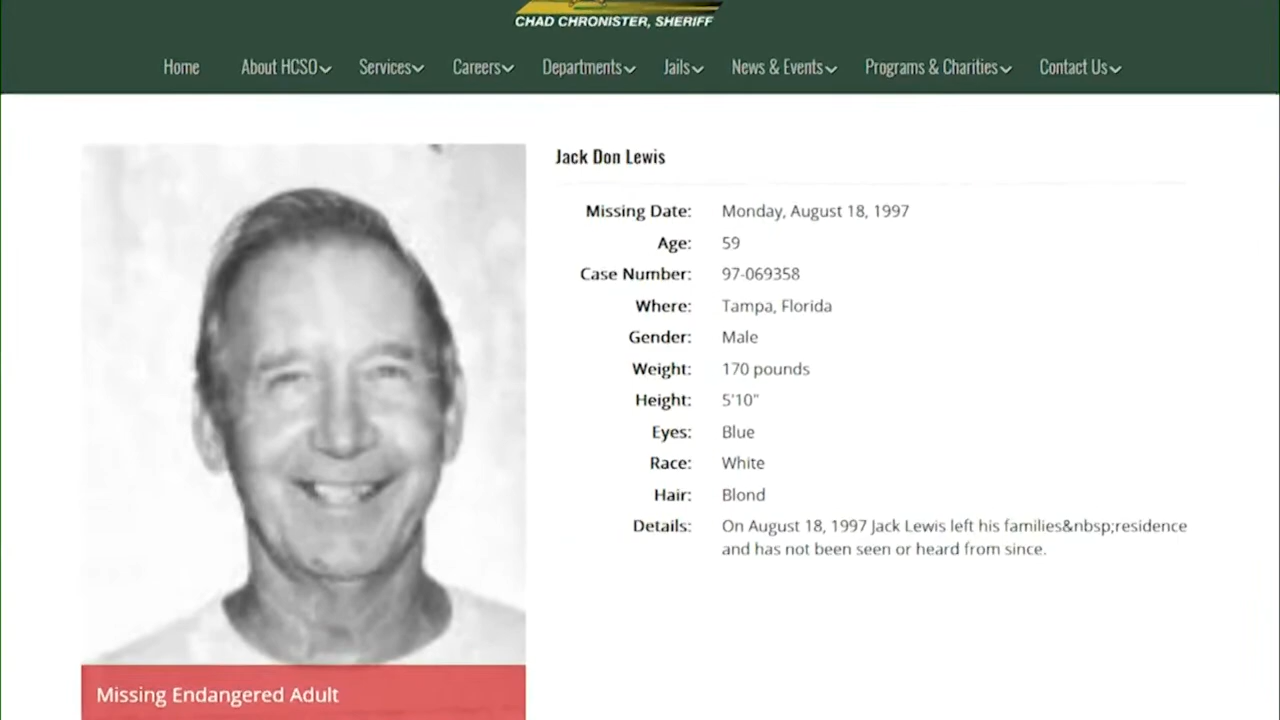 CHAD CHRONISTER, SHERIFF
Home About HCSO Services Careers Departments Jails News & Events Programs & Charities Contact Us
Jack Don Lewis
Missing Date: Monday, August 18, 1997
Age: 59
Case Number: 97-069358
Where: Tampa, Florida
Gender: Male
Weight: 170 pounds
Height: 5'10"
Eyes: Blue
Race: White
Hair: Blond
Details: On August 18, 1997 Jack Lewis left his families&nbsp;residence
and has not been seen or heard from since.
Missing Endangered Adult